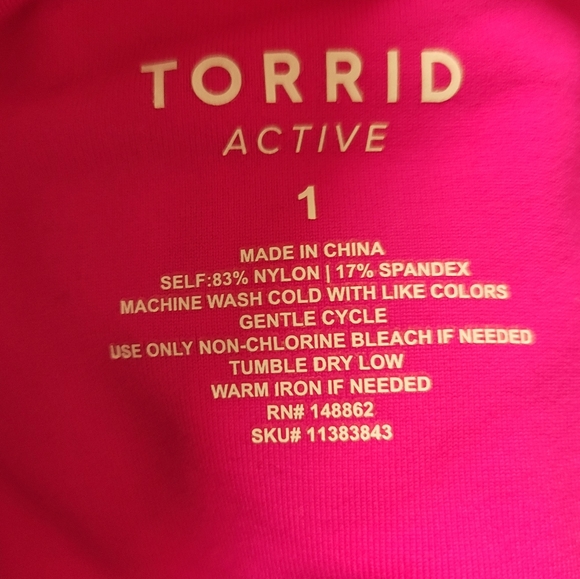 TORRID
ACTIVE
1
MADE IN CHINA
SELF:83% NYLON | 17% SPANDEX
MACHINE WASH COLD WITH LIKE COLORS
GENTLE CYCLE
USE ONLY NON-CHLORINE BLEACH IF NEEDED
TUMBLE DRY LOW
WARM IRON IF NEEDED
RN# 148862
SKU# 11383843